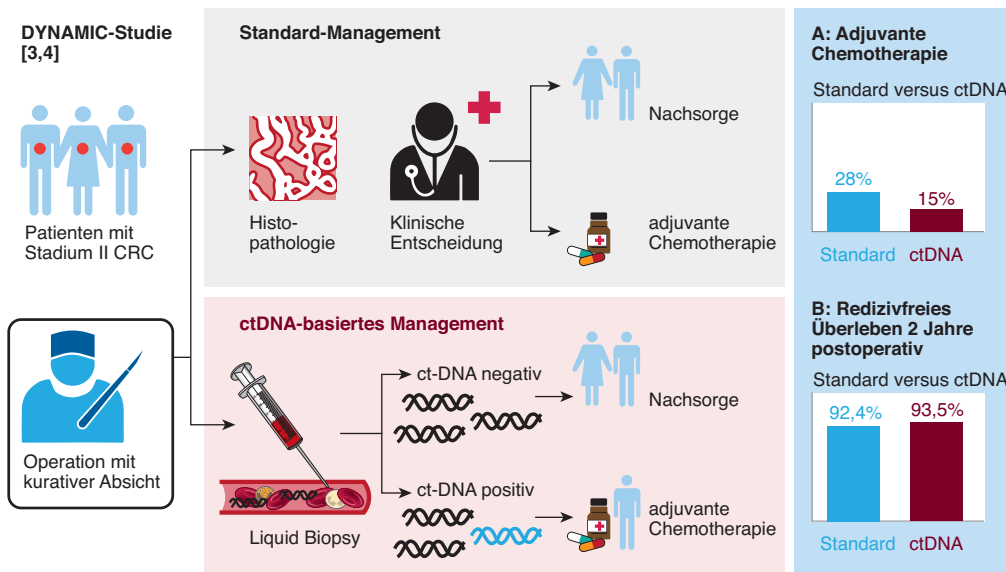 DYNAMIC-Studie
[3,4]
Patienten mit
Stadium II CRC
Operation mit
kurativer Absicht
Standard-Management
Histo-
pathologie
Klinische
Entscheidung
Nachsorge
adjuvante
Chemotherapie
ctDNA-basiertes Management
Liquid Biopsy
ct-DNA negativ
Nachsorge
ct-DNA positiv
adjuvante
Chemotherapie
A: Adjuvante
Chemotherapie
Standard versus ctDNA
28%
15%
Standard ctDNA
B: Redizivfreies
Überleben 2 Jahre
postoperativ
Standard versus ctDNA
92,4% 93,5%
Standard ctDNA